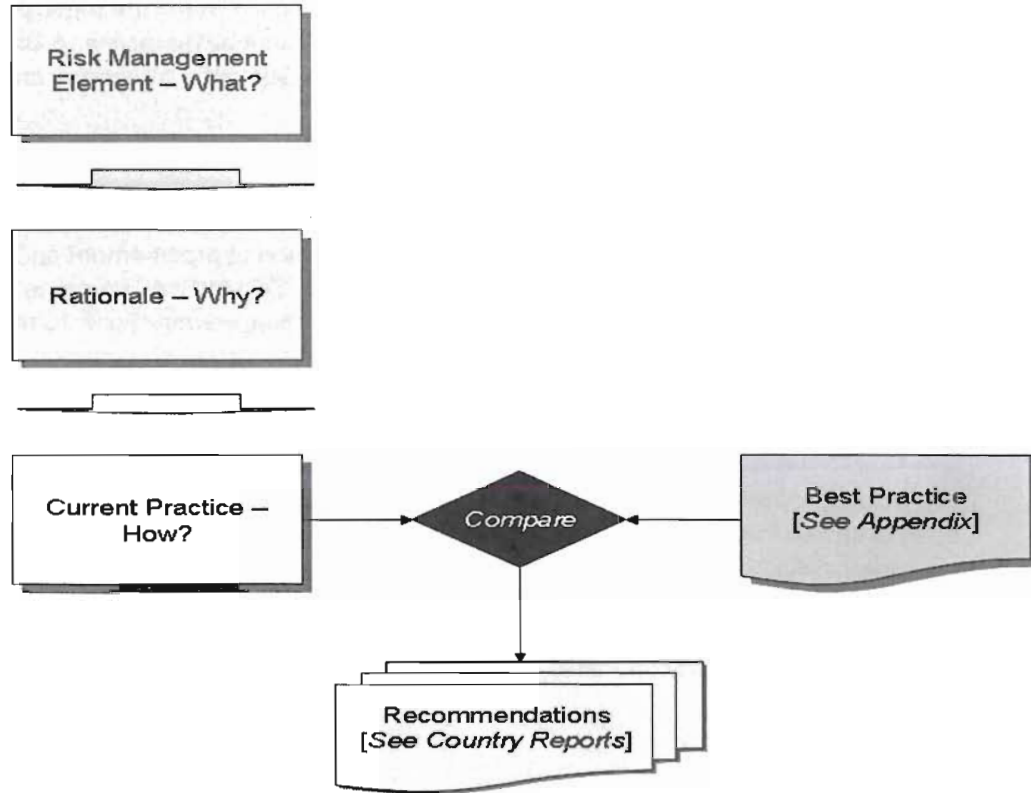 Risk Management
Element – What?
Rationale – Why?
Current Practice –
How?
Compare
Best Practice
[See Appendix]
Recommendations
[See Country Reports]